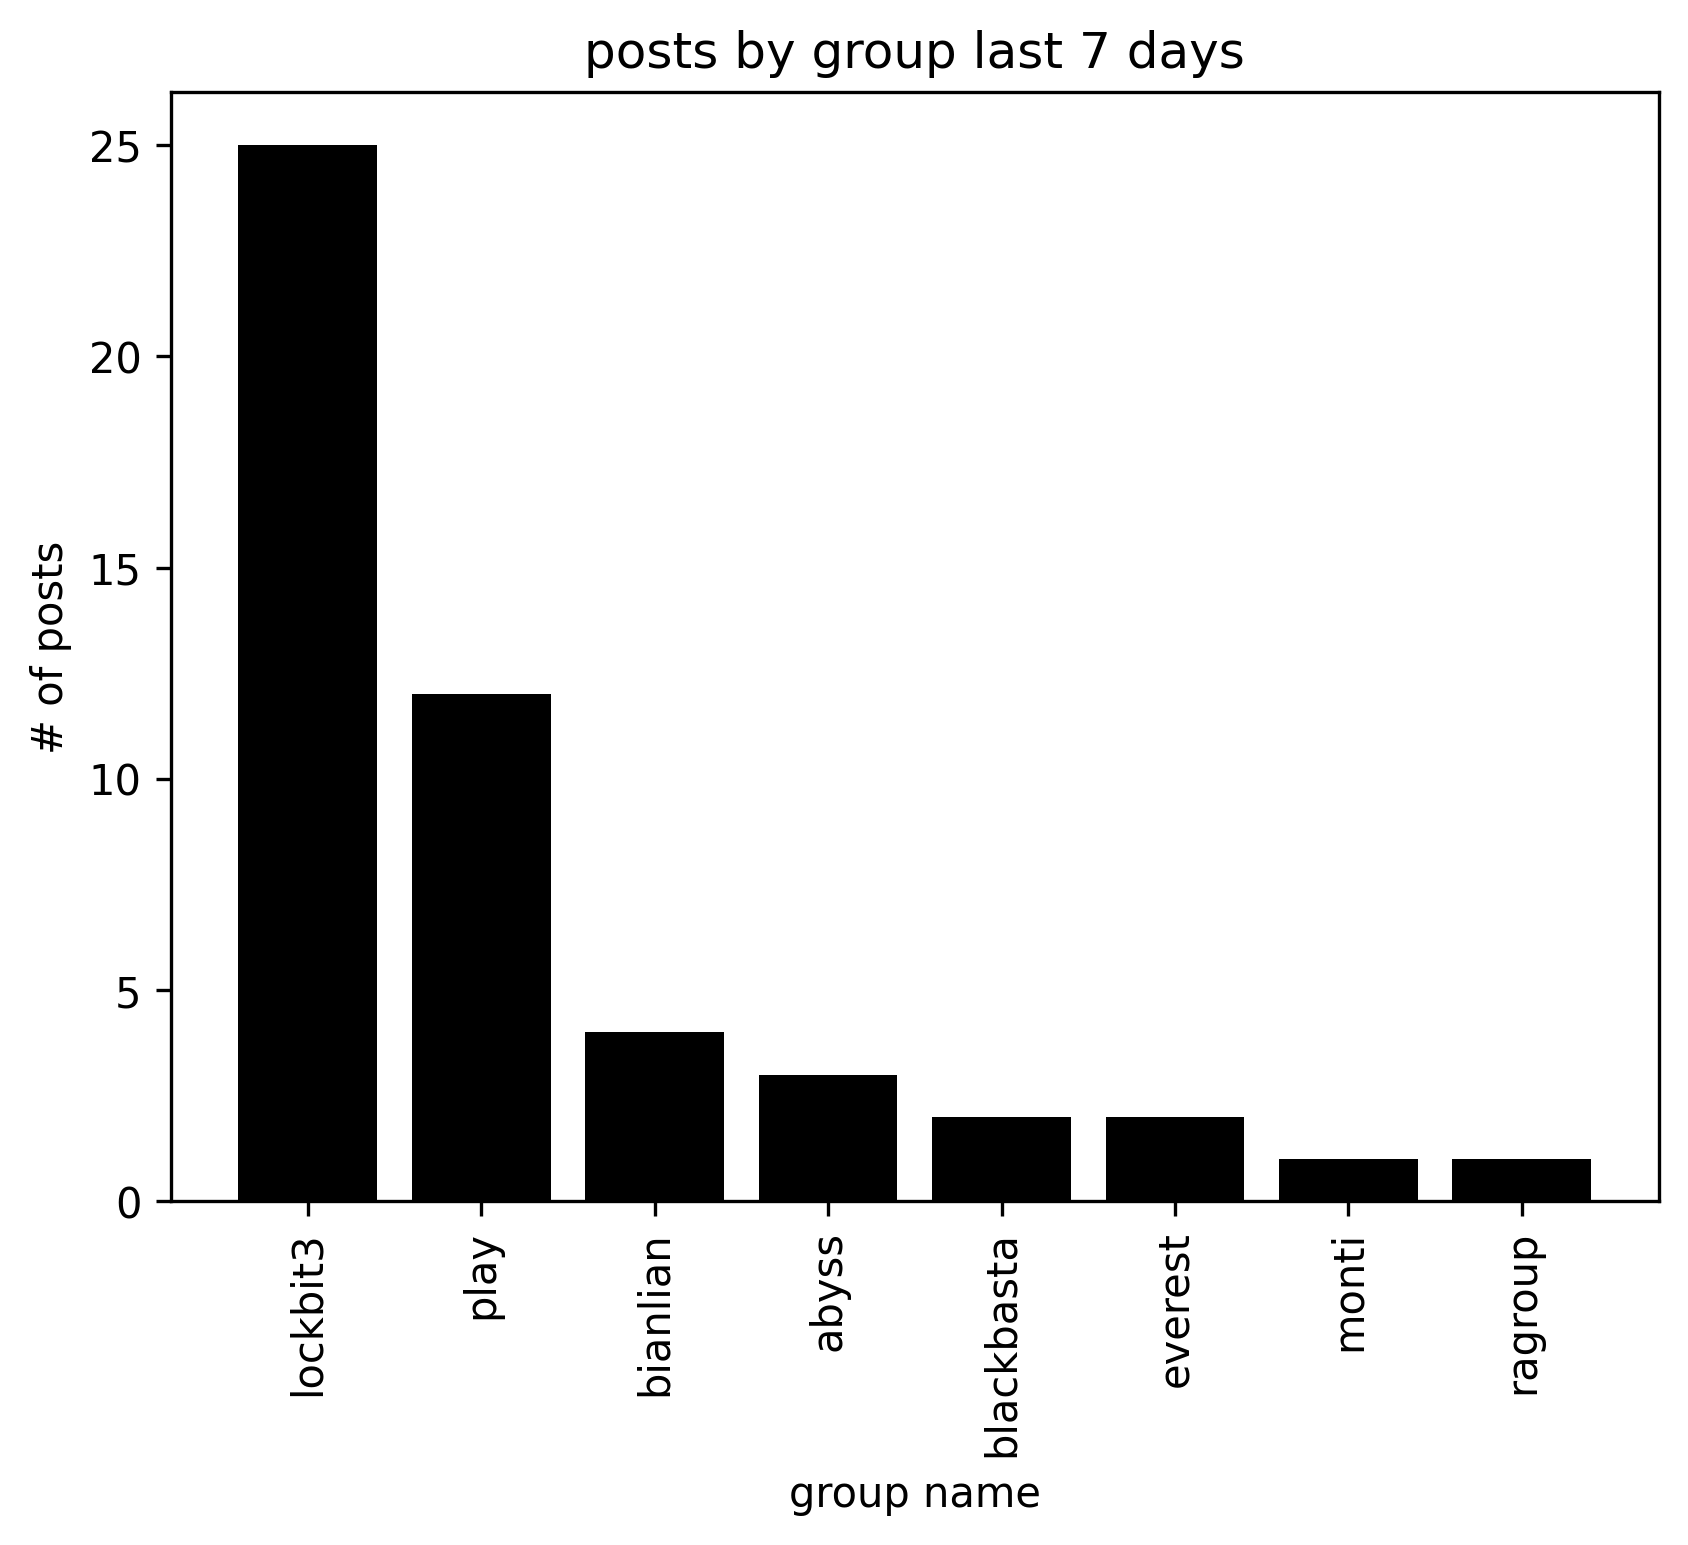 posts by group last 7 days
25
20
15
10
5
0
# of posts
lockbit3
play
bianlian
abyss
blackbasta
everest
monti
ragroup
group name